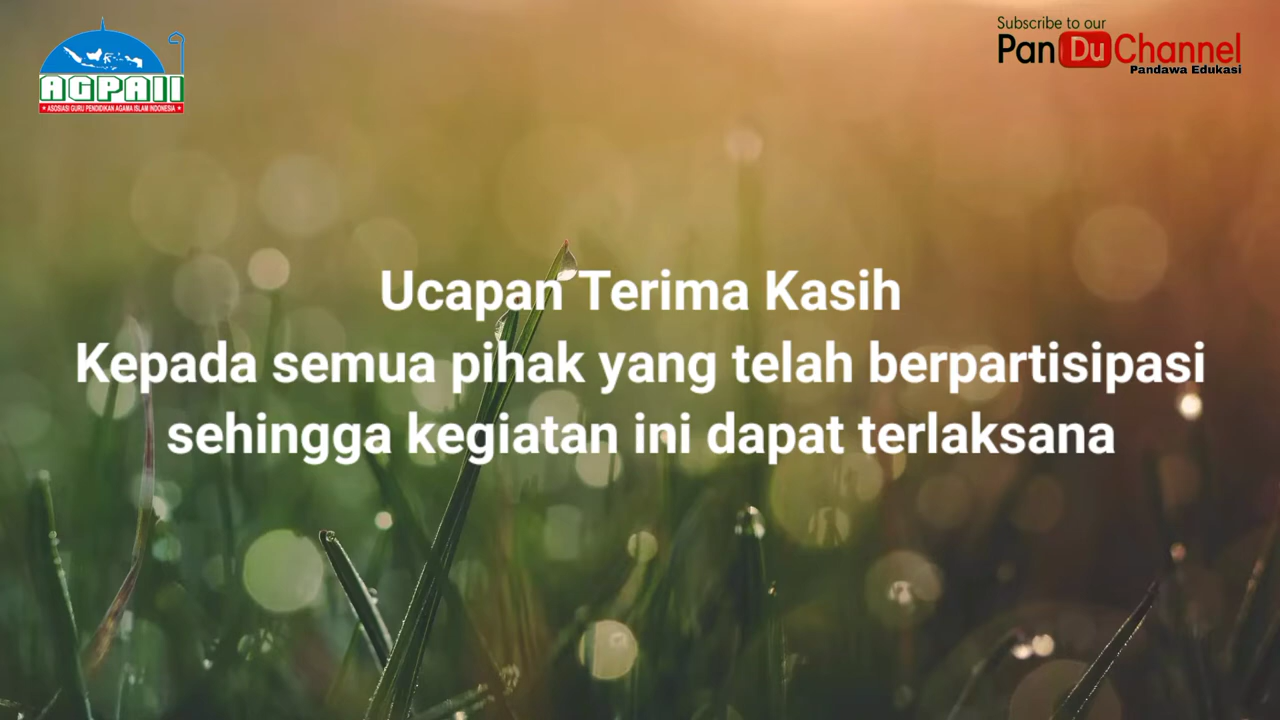 AGPAII
* ASOSIASI GURU PENDIDIKAN AGAMA ISLAM INDONESIA *
Subscribe to our
PanDuChannel
Pandawa Edukasi
Ucapan Terima Kasih
Kepada semua pihak yang telah berpartisipasi
sehingga kegiatan ini dapat terlaksana